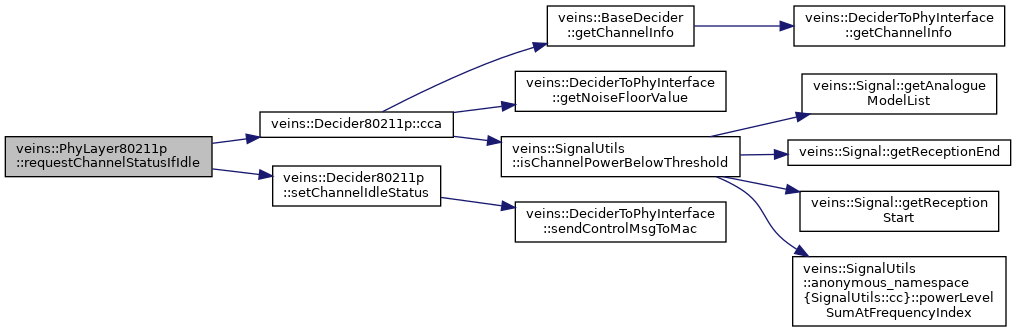 veins::PhyLayer80211p
::requestChannelStatusIfIdle
veins::Decider80211p::cca
veins::Decider80211p
::setChannelIdleStatus
veins::BaseDecider
::getChannelInfo
veins::DeciderToPhyInterface
::getNoiseFloorValue
veins::SignalUtils
::isChannelPowerBelowThreshold
veins::DeciderToPhyInterface
::sendControlMsgToMac
veins::DeciderToPhyInterface
::getChannelInfo
veins::Signal::getAnalogue
ModelList
veins::Signal::getReceptionEnd
veins::Signal::getReception
Start
veins::SignalUtils
::anonymous_namespace
{SignalUtils::cc}::powerLevel
SumAtFrequencyIndex